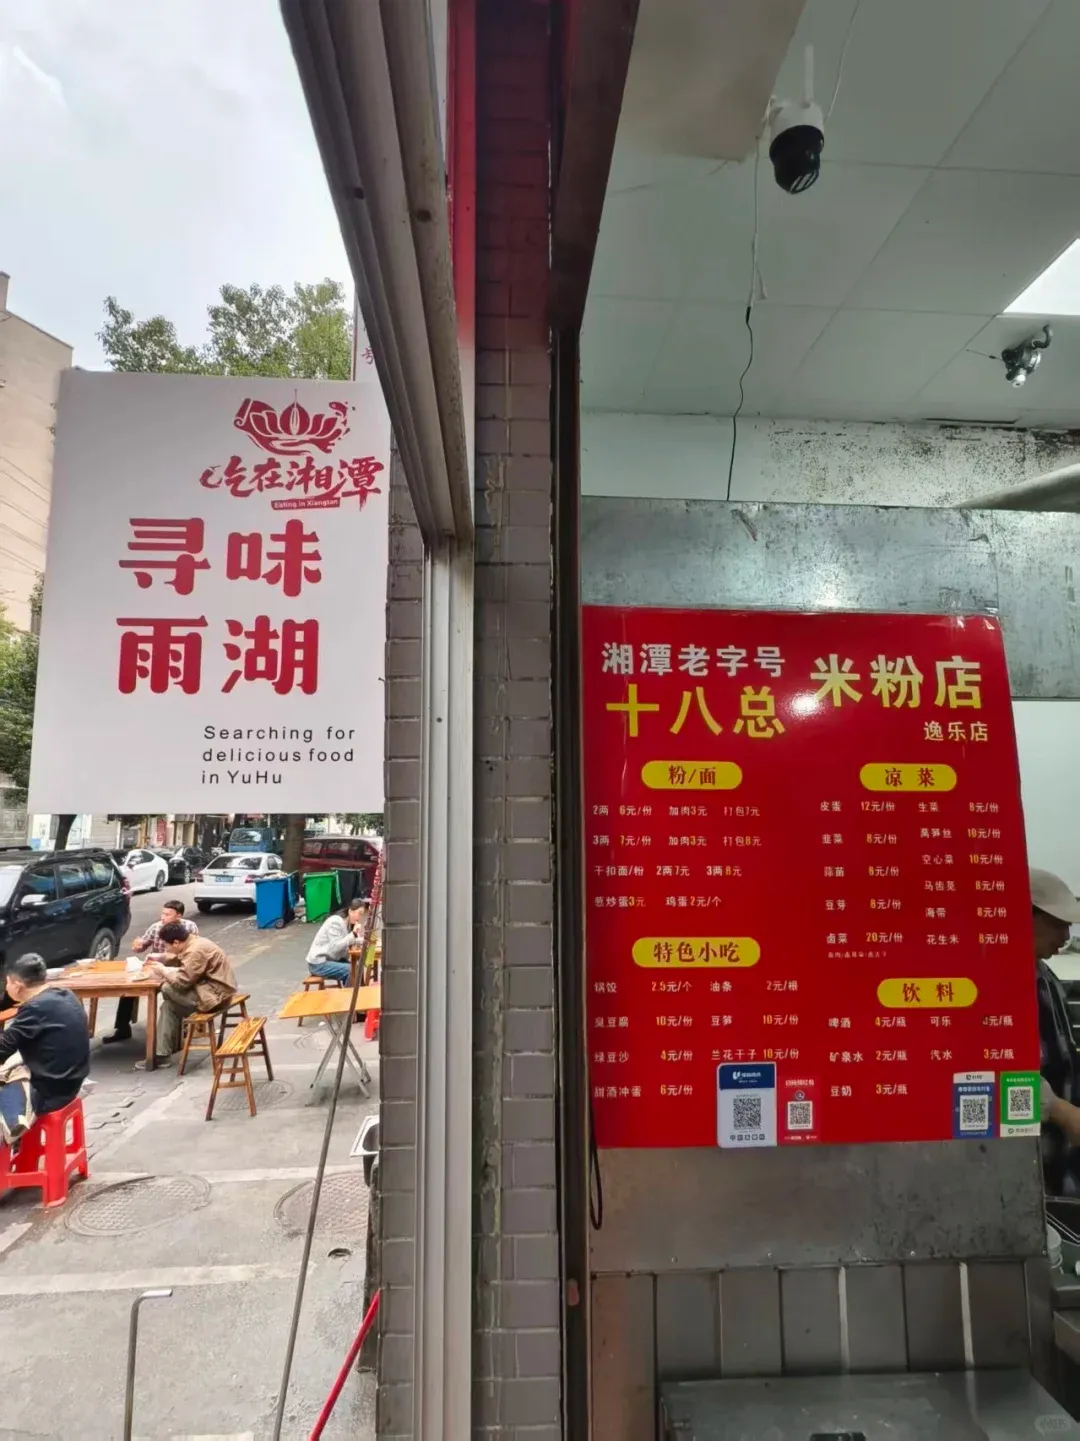 吃在湘潭
Eating in Xiangtan
寻味
雨湖
Searching for
delicious food
in YuHu
湘潭老字号
十八总 米粉店
逸乐店
粉/面
2两 6元/份 加肉3元 打包7元
3两 7元/份 加肉3元 打包8元
干扣面/粉 2两7元 3两8元
葱炒蛋3元 鸡蛋2元/个
特色小吃
锅饺 2.5元/个 油条 2元/根
臭豆腐 10元/份 豆笋 10元/份
绿豆沙 4元/份 兰花干子 10元/份
甜酒冲蛋 6元/份
凉菜
皮蛋 12元/份 生菜 8元/份
韭菜 8元/份 莴笋丝 10元/份
蒜苗 8元/份 空心菜 10元/份
豆芽 8元/份 马齿苋 8元/份
卤菜 20元/份 海带 8元/份
花生米 8元/份
饮料
啤酒 4元/瓶 可乐 3元/瓶
矿泉水 2元/瓶 汽水 3元/瓶
豆奶 3元/瓶